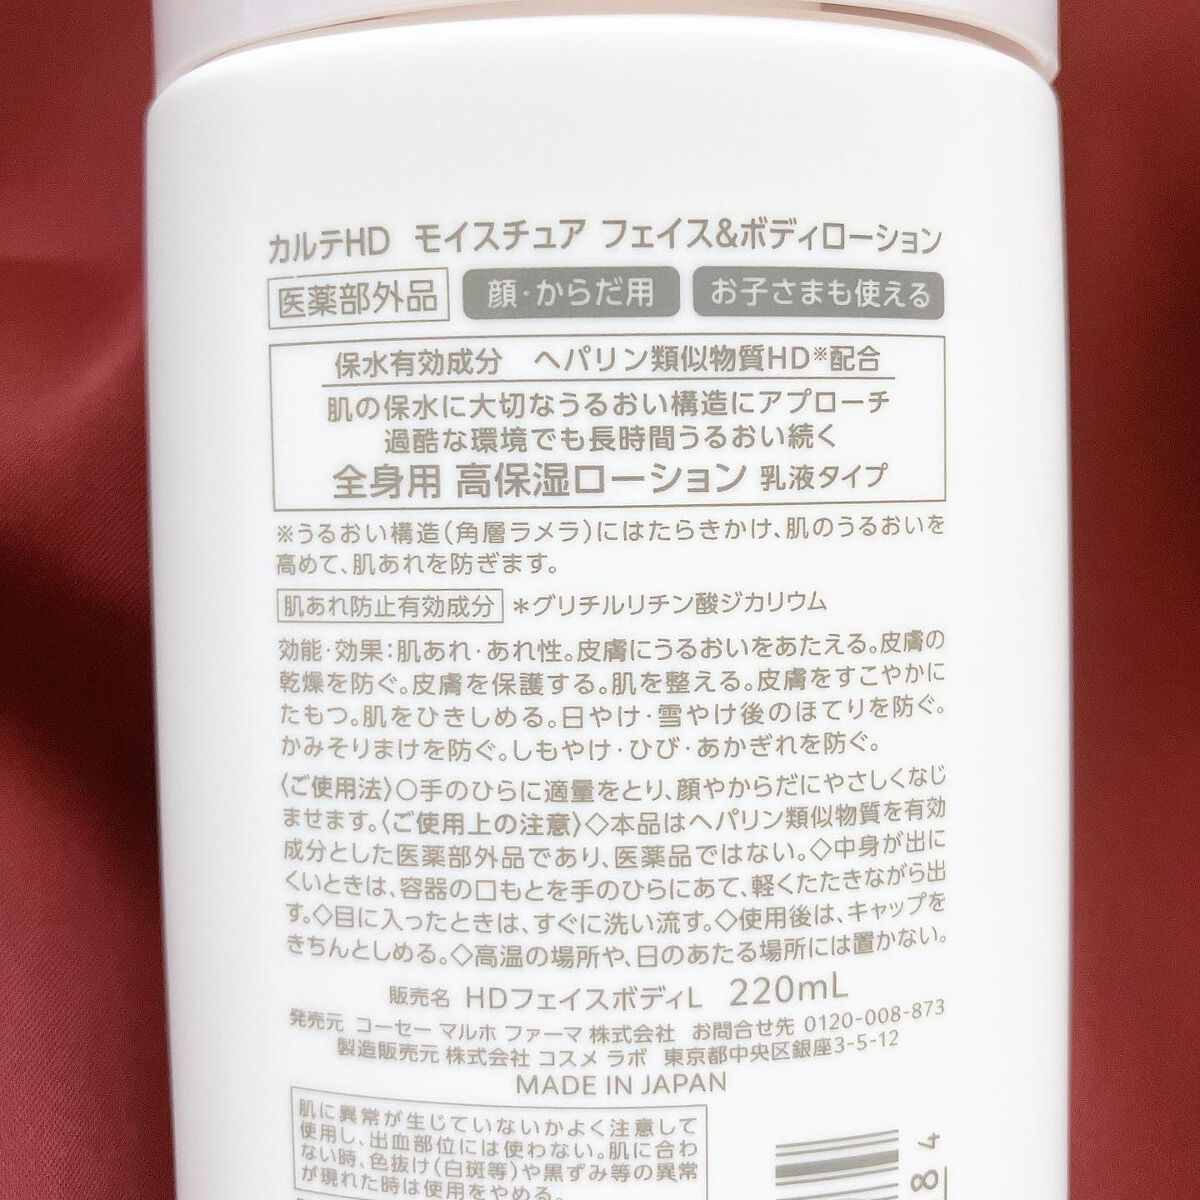 カルテHD モイスチュア フェイス&ボディローション
医薬部外品 顔・からだ用 お子さまも使える
保水有効成分 ヘパリン類似物質HD※配合
肌の保水に大切なうるおい構造にアプローチ
過酷な環境でも長時間うるおい続く
全身用 高保湿ローション 乳液タイプ
※うるおい構造(角層ラメラ)にはたらきかけ、肌のうるおいを
高めて、肌あれを防ぎます。
肌あれ防止有効成分 *グリチルリチン酸ジカリウム
効能・効果:肌あれ・あれ性。皮膚にうるおいをあたえる。皮膚の
乾燥を防ぐ。皮膚を保護する。肌を整える。皮膚をすこやかに
たもつ。肌をひきしめる。日やけ・雪やけ後のほてりを防ぐ。
かみそりまけを防ぐ。しもやけ・ひび・あかぎれを防ぐ。
〈ご使用法〉○手のひらに適量をとり、顔やからだにやさしくなじ
ませます。〈ご使用上の注意〉◇本品はヘパリン類似物質を有効
成分とした医薬部外品であり、医薬品ではない。◇中身が出に
くいときは、容器の口もとを手のひらにあて、軽くたたきながら出
す。◇目に入ったときは、すぐに洗い流す。◇使用後は、キャップを
きちんとしめる。◇高温の場所や、日のあたる場所には置かない。
販売名 HDフェイスボディL 220mL
発売元 コーセー マルホ ファーマ 株式会社 お問合せ先 0120-008-873
製造販売元 株式会社 コスメ ラボ 東京都中央区銀座3-5-12
MADE IN JAPAN
肌に異常が生じていないかよく注意して
使用し、出血部位には使わない。肌に合わ
ない時、色抜け(白斑等)や黒ずみ等の異常
が現れた時は使用をやめる。
48